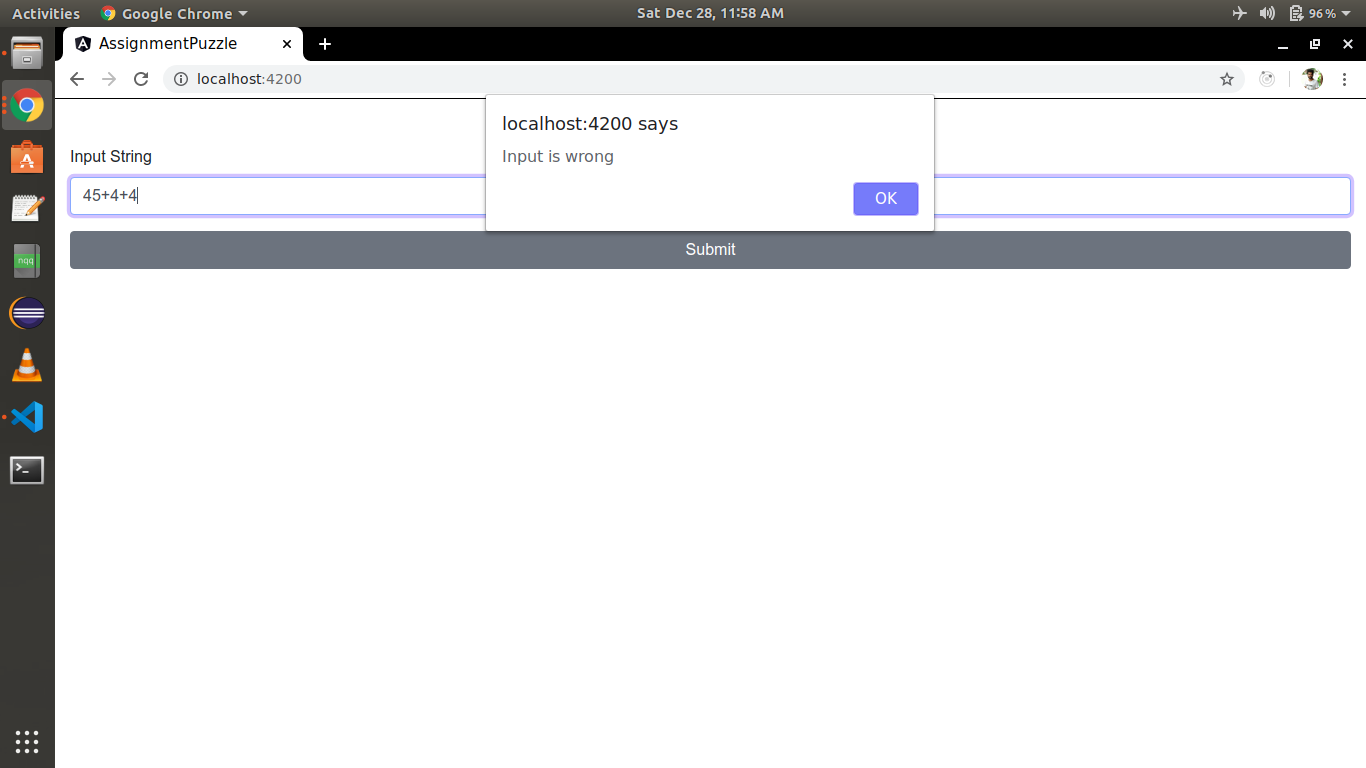 Activities Google Chrome Sat Dec 28, 11:58 AM 96%
AssignmentPuzzle
localhost:4200
localhost:4200 says
Input is wrong
OK
Input String
45+4+4
Submit
nqq